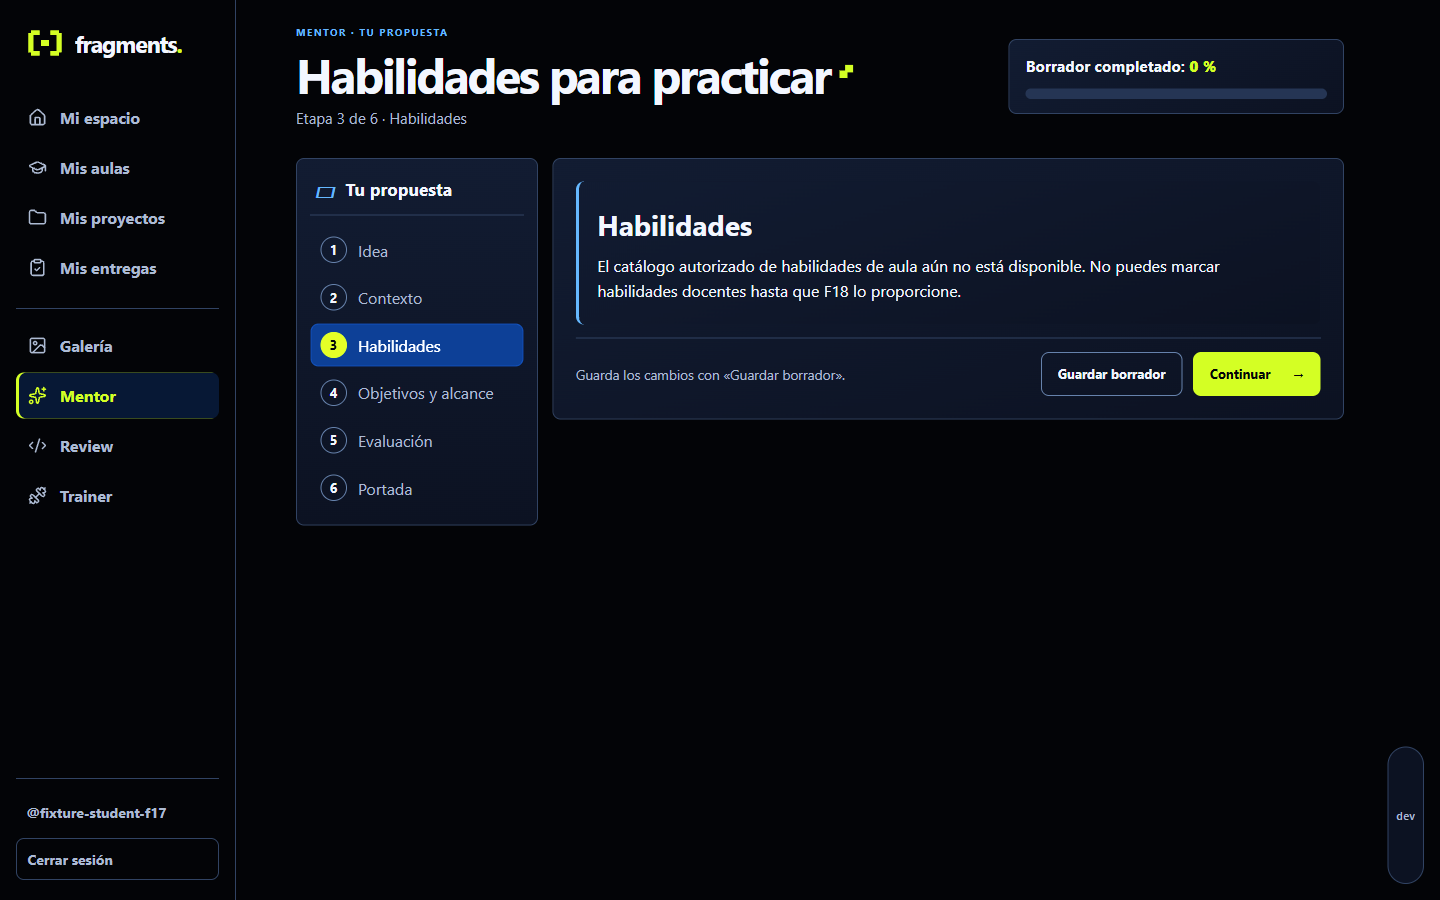 fragments.
Mi espacio
Mis aulas
Mis proyectos
Mis entregas
Galería
Mentor
Review
Trainer
@fixture-student-f17
Cerrar sesión
MENTOR · TU PROPUESTA
Habilidades para practicar
Etapa 3 de 6 · Habilidades
Borrador completado: 0 %
Tu propuesta
1 Idea
2 Contexto
3 Habilidades
4 Objetivos y alcance
5 Evaluación
6 Portada
Habilidades
El catálogo autorizado de habilidades de aula aún no está disponible. No puedes marcar
habilidades docentes hasta que F18 lo proporcione.
Guarda los cambios con «Guardar borrador».
Guardar borrador
Continuar →
dev